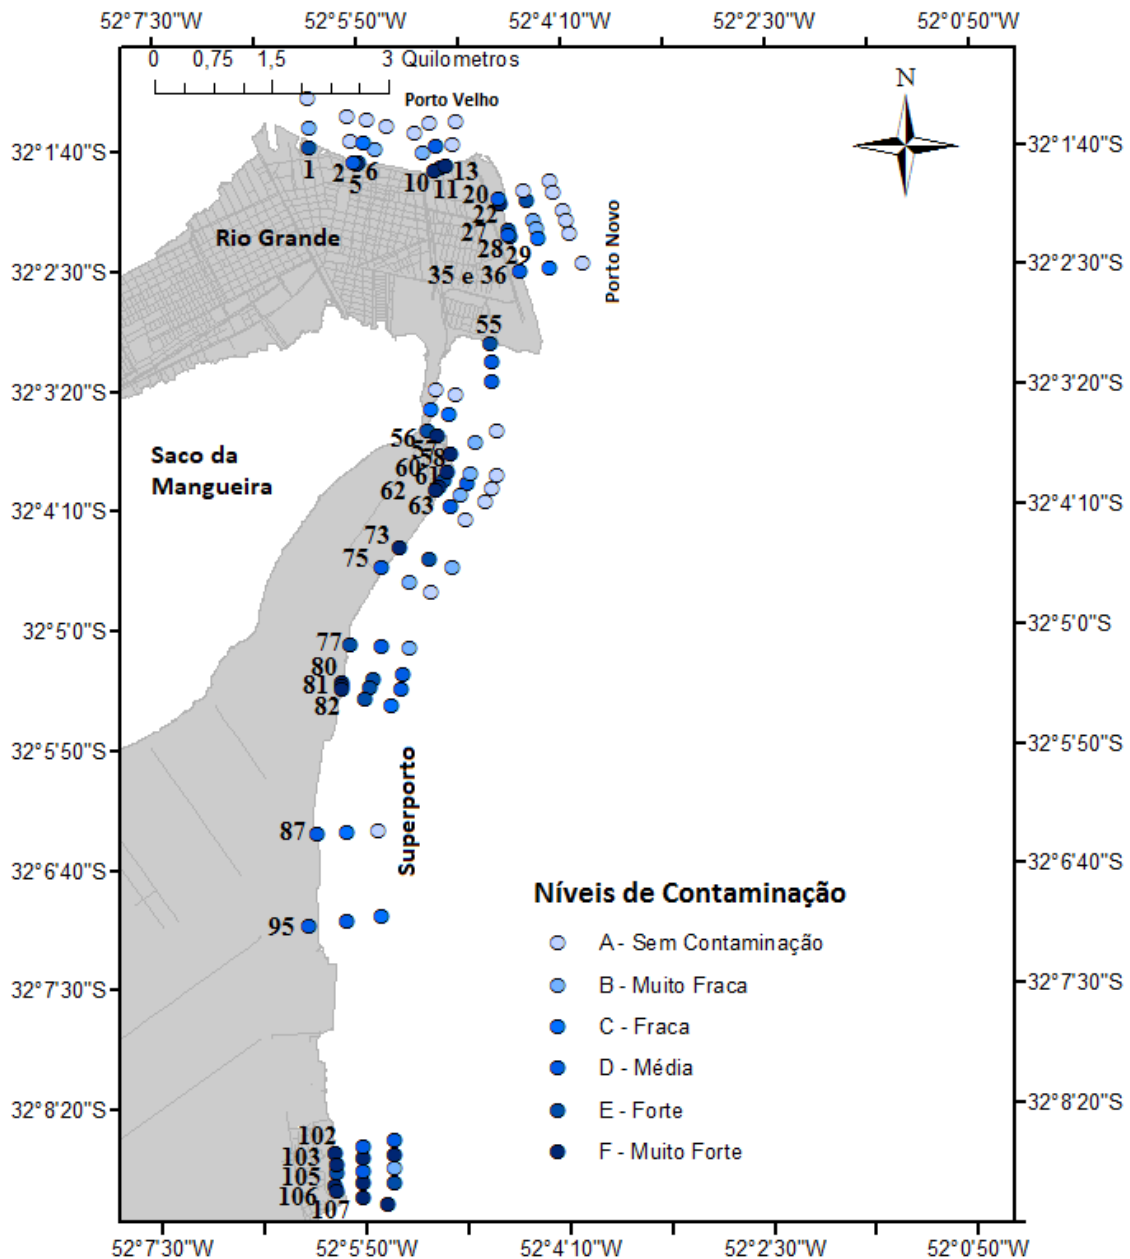 52°7'30"W 52°5'50"W 52°4'10"W 52°2'30"W 52°0'50"W
0 0,75 1,5 3 Quilometros
N
Porto Velho
32°1'40"S 32°1'40"S
1 2 5 6 10 11 13
20
22
27
28 29
Rio Grande
Porto Novo
32°2'30"S 35 e 36 32°2'30"S
55
32°3'20"S 32°3'20"S
56
57
58
60 61
62
63
Saco da
Mangueira
32°4'10"S 32°4'10"S
73
75
32°5'0"S 32°5'0"S
77
80
81
82
32°5'50"S 32°5'50"S
Superporto
87
32°6'40"S 32°6'40"S
Níveis de Contaminação
95
A - Sem Contaminação
B - Muito Fraca
32°7'30"S 32°7'30"S
C - Fraca
D - Média
E - Forte
F - Muito Forte
32°8'20"S 32°8'20"S
102
103
105
106
107
52°7'30"W 52°5'50"W 52°4'10"W 52°2'30"W 52°0'50"W